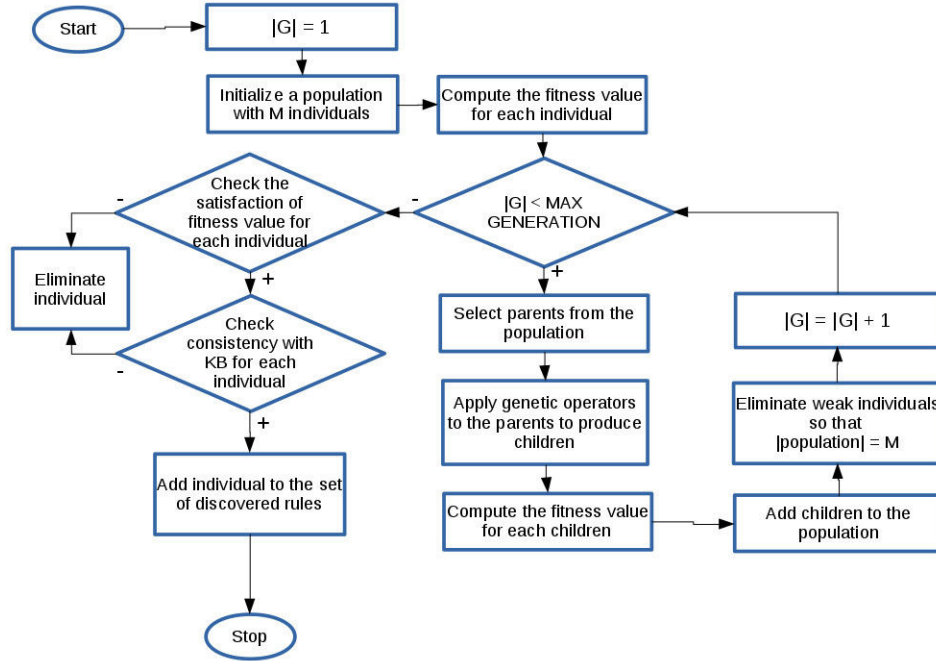 Start
|G| = 1
Initialize a population
with M individuals
Compute the fitness value
for each individual
|G| < MAX
GENERATION
-
+
Check the
satisfaction of
fitness value for
each individual
-
+
Eliminate
individual
Check
consistency with
KB for each
individual
-
+
Add individual to the set
of discovered rules
Stop
Select parents from the
population
Apply genetic operators
to the parents to produce
children
Compute the fitness value
for each children
Add children to the
population
Eliminate weak individuals
so that
|population| = M
|G| = |G| + 1